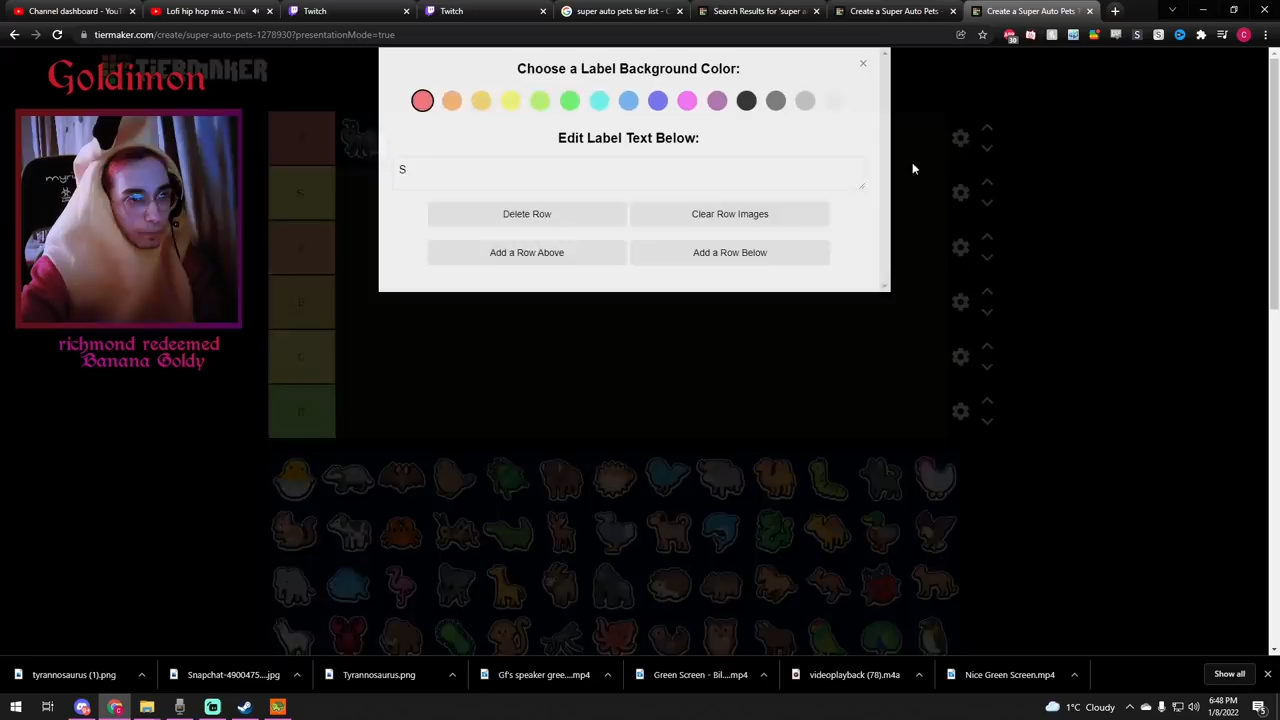 Channel dashboard - YouTube
Lofi hip hop mix ~ Mu
Twitch
Twitch
super auto pets tier list - G
Search Results for 'super a
Create a Super Auto Pets
Create a Super Auto Pets T
tiermaker.com/create/super-auto-pets-1278930?presentationMode=true
30
C
TIERMAKER
Goldimon
Choose a Label Background Color:
Edit Label Text Below:
S
Delete Row
Clear Row Images
Add a Row Above
Add a Row Below
S
B
C
richmond redeemed
Banana Goldy
tyrannosaurus (1).png
Snapchat-4900475....jpg
Tyrannosaurus.png
Gf's speaker gree....mp4
Green Screen - Bil....mp4
videoplayback (78).m4a
Nice Green Screen.mp4
Show all
1°C Cloudy
6:48 PM
1/8/2022